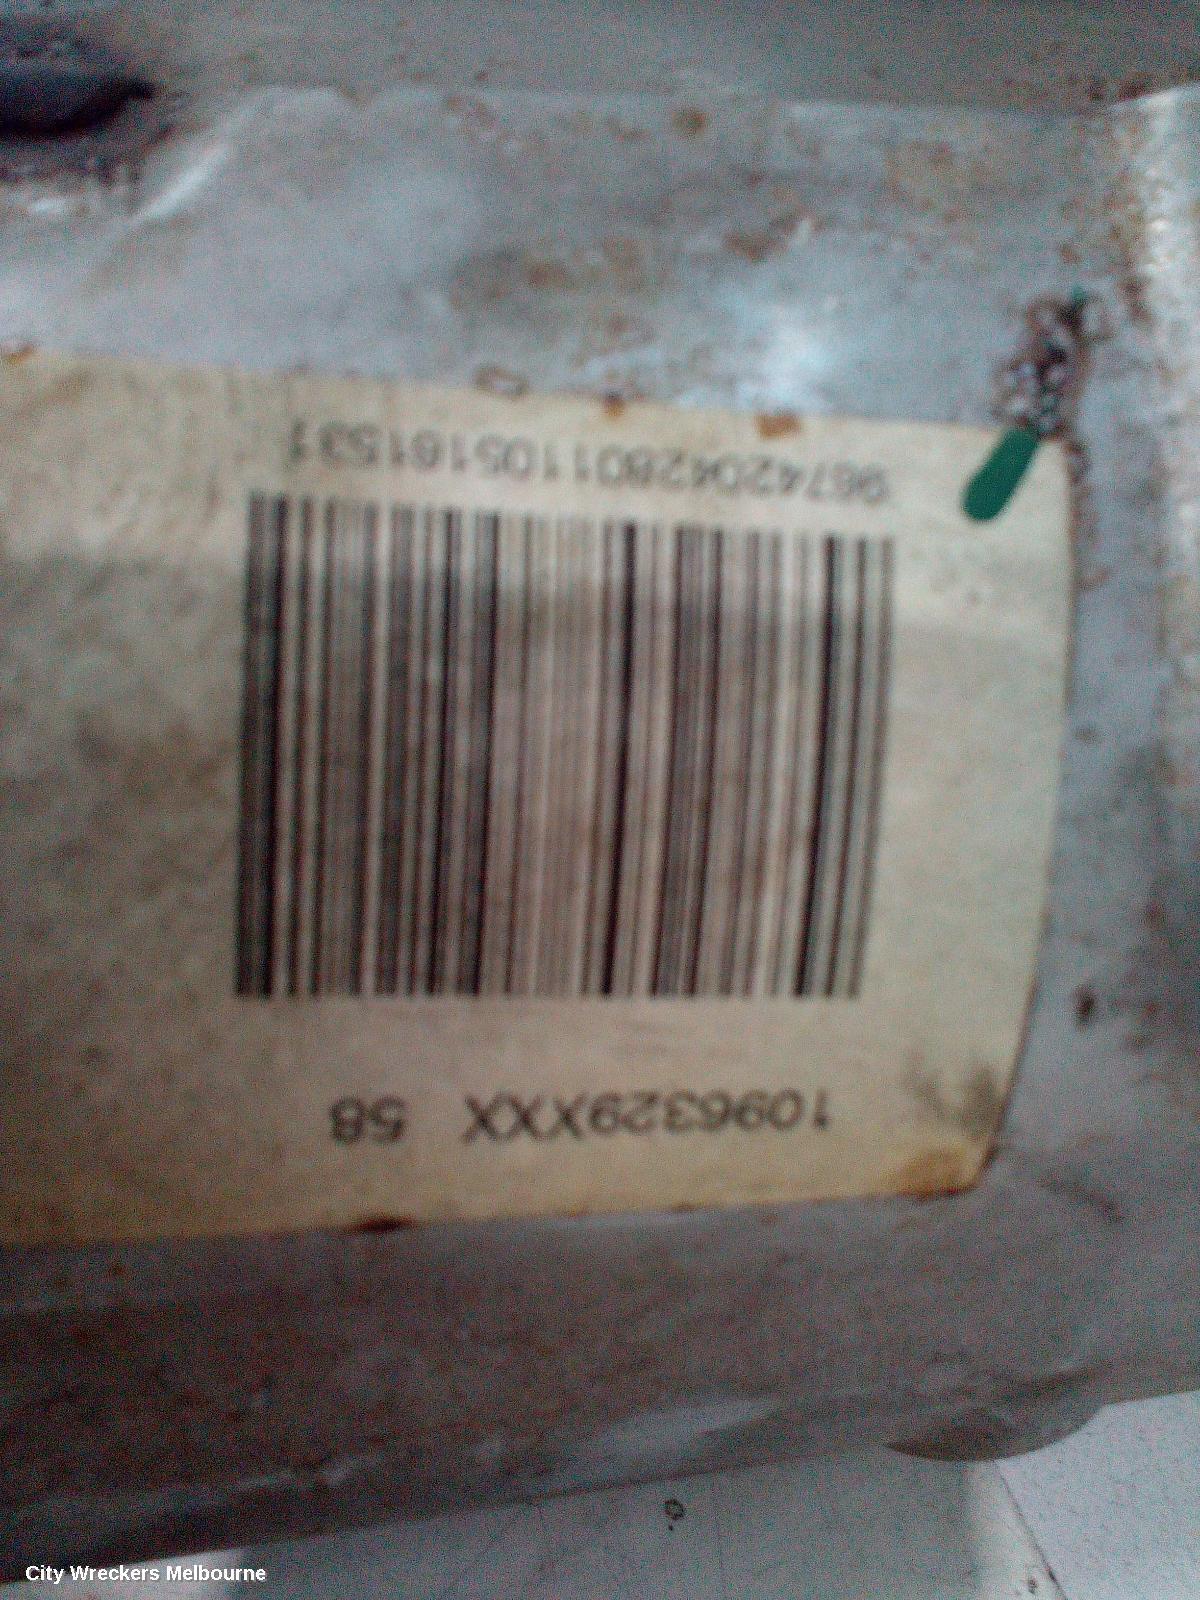 1096329XXX 58
96742042801105161531
City Wreckers Melbourne